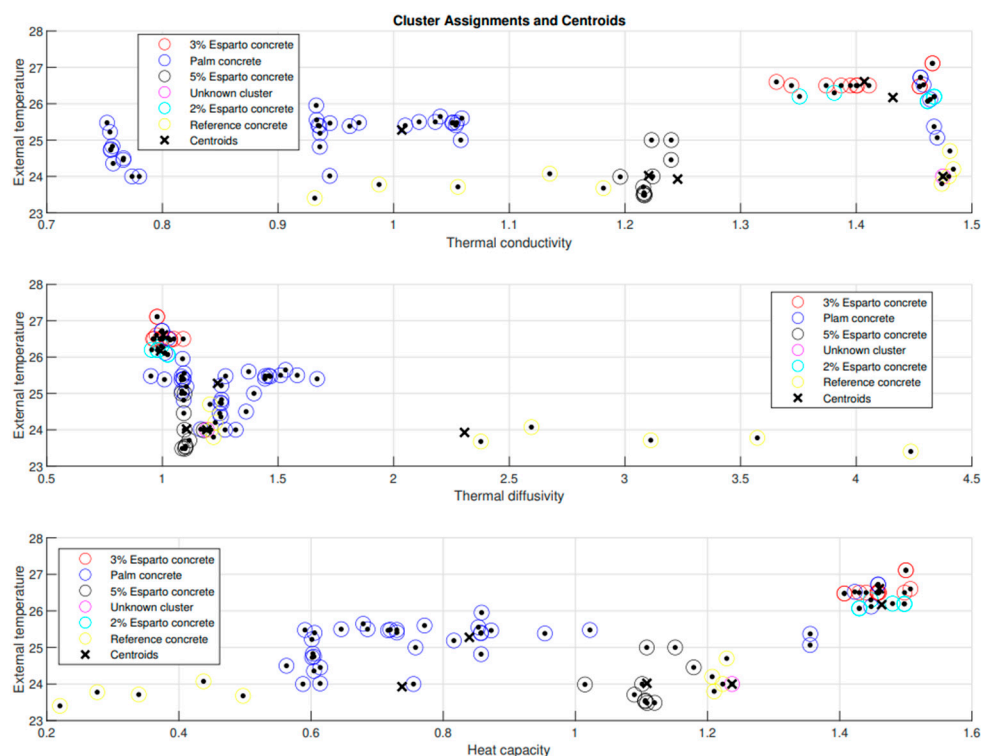 Cluster Assignments and Centroids
28
27
26
25
24
23
External temperature
3% Esparto concrete
Palm concrete
5% Esparto concrete
Unknown cluster
2% Esparto concrete
Reference concrete
Centroids
0.7 0.8 0.9 1 1.1 1.2 1.3 1.4 1.5
Thermal conductivity
28
27
26
25
24
23
External temperature
3% Esparto concrete
Plam concrete
5% Esparto concrete
Unknown cluster
2% Esparto concrete
Reference concrete
Centroids
0.5 1 1.5 2 2.5 3 3.5 4 4.5
Thermal diffusivity
28
27
26
25
24
23
External temperature
3% Esparto concrete
Palm concrete
5% Esparto concrete
Unknown cluster
2% Esparto concrete
Reference concrete
Centroids
0.2 0.4 0.6 0.8 1 1.2 1.4 1.6
Heat capacity